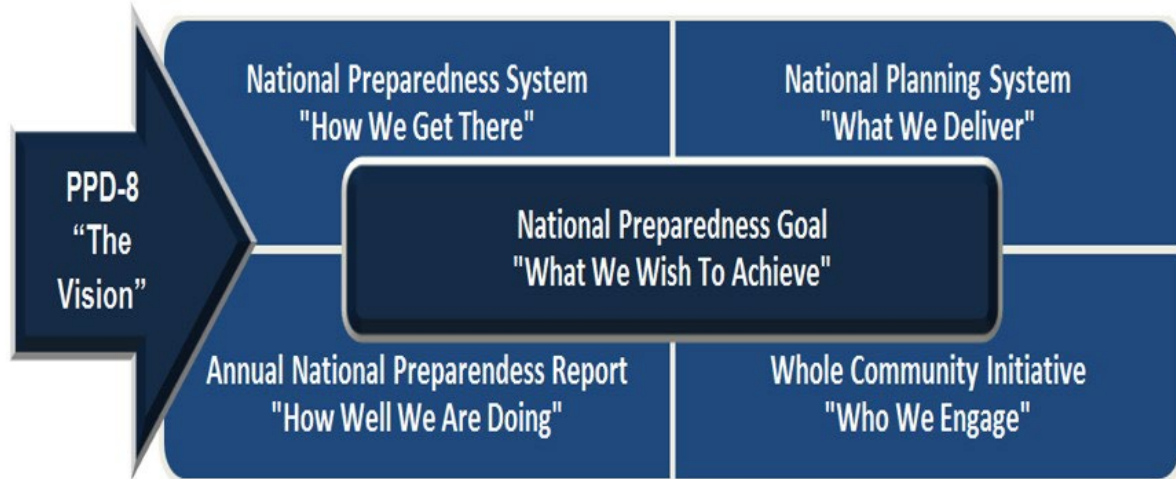 PPD-8
“The
Vision”
National Preparedness System
"How We Get There"
National Planning System
"What We Deliver"
National Preparedness Goal
"What We Wish To Achieve"
Annual National Preparendess Report
"How Well We Are Doing"
Whole Community Initiative
"Who We Engage"